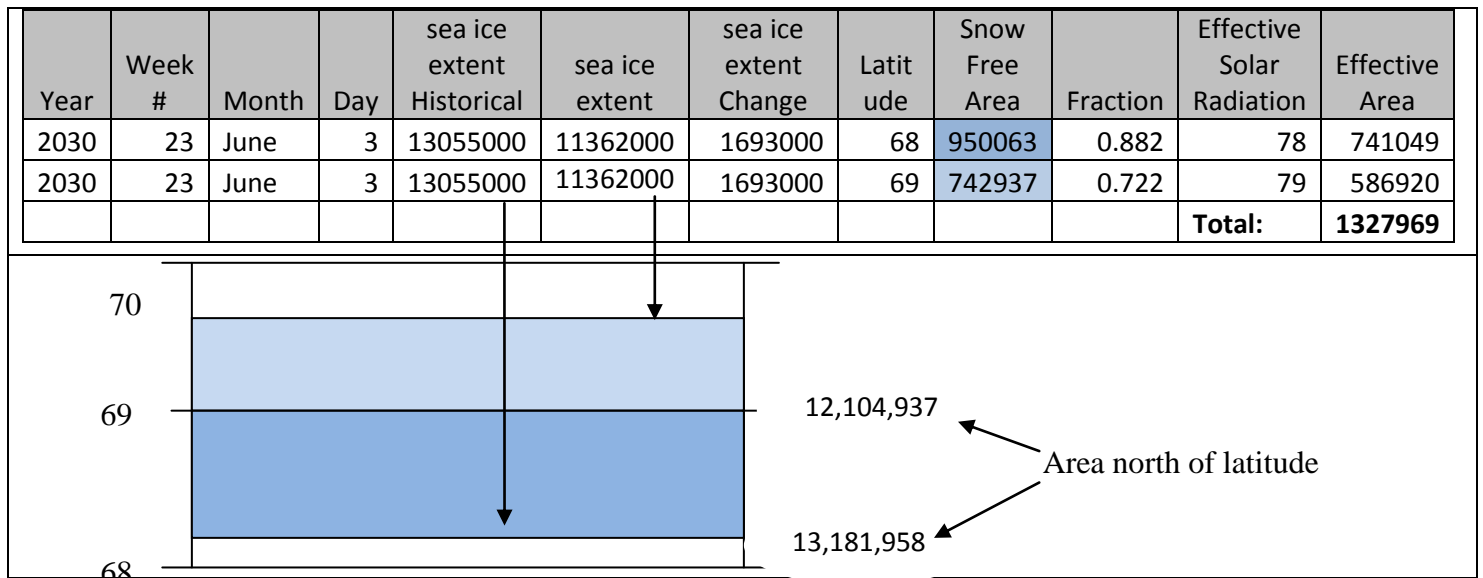 Year Week # Month Day sea ice extent Historical sea ice extent sea ice extent Change Latit ude Snow Free Area Fraction Effective Solar Radiation Effective Area
2030 23 June 3 13055000 11362000 1693000 68 950063 0.882 78 741049
2030 23 June 3 13055000 11362000 1693000 69 742937 0.722 79 586920
Total: 1327969
70
69 12,104,937
Area north of latitude
13,181,958
68